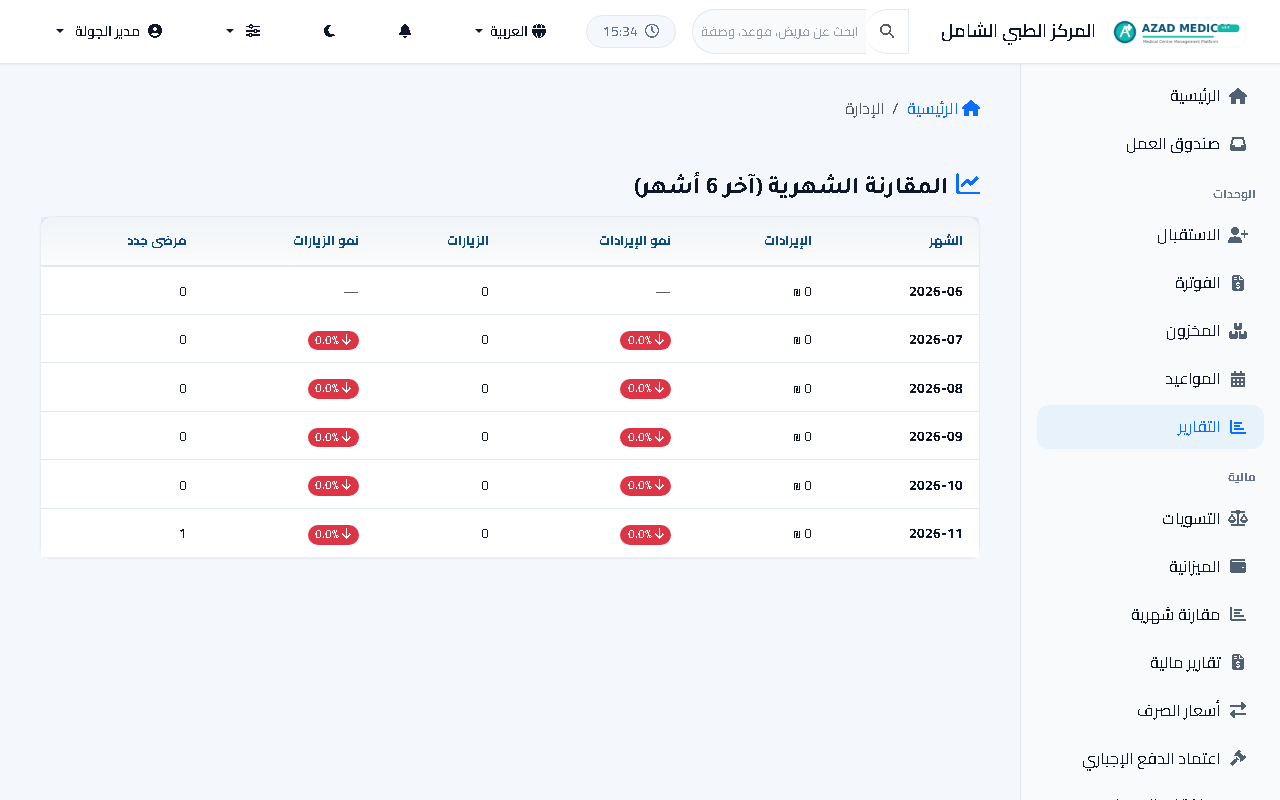 AZAD MEDIC
Medical Centre Management Platform
المركز الطبي الشامل
ابحث عن مريض، موعد، وصفة
15:34
العربية
مدير الجولة
الرئيسية
صندوق العمل
الوحدات
الاستقبال
الفوترة
المخزون
المواعيد
التقارير
مالية
التسويات
الميزانية
مقارنة شهرية
تقارير مالية
أسعار الصرف
اعتماد الدفع الإجباري
الرئيسية / الإدارة
المقارنة الشهرية (آخر 6 أشهر)
الشهر الإيرادات نمو الإيرادات الزيارات نمو الزيارات مرضى جدد
2026-06 0 ₪ — 0 — 0
2026-07 0 ₪ ↓ 0.0% 0 ↓ 0.0% 0
2026-08 0 ₪ ↓ 0.0% 0 ↓ 0.0% 0
2026-09 0 ₪ ↓ 0.0% 0 ↓ 0.0% 0
2026-10 0 ₪ ↓ 0.0% 0 ↓ 0.0% 0
2026-11 0 ₪ ↓ 0.0% 0 ↓ 0.0% 1